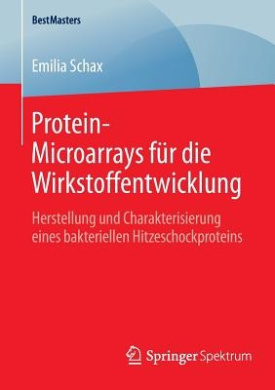 BestMasters
Emilia Schax
Protein-
Microarrays für die
Wirkstoffentwicklung
Herstellung und Charakterisierung
eines bakteriellen Hitzeschockproteins
Springer Spektrum